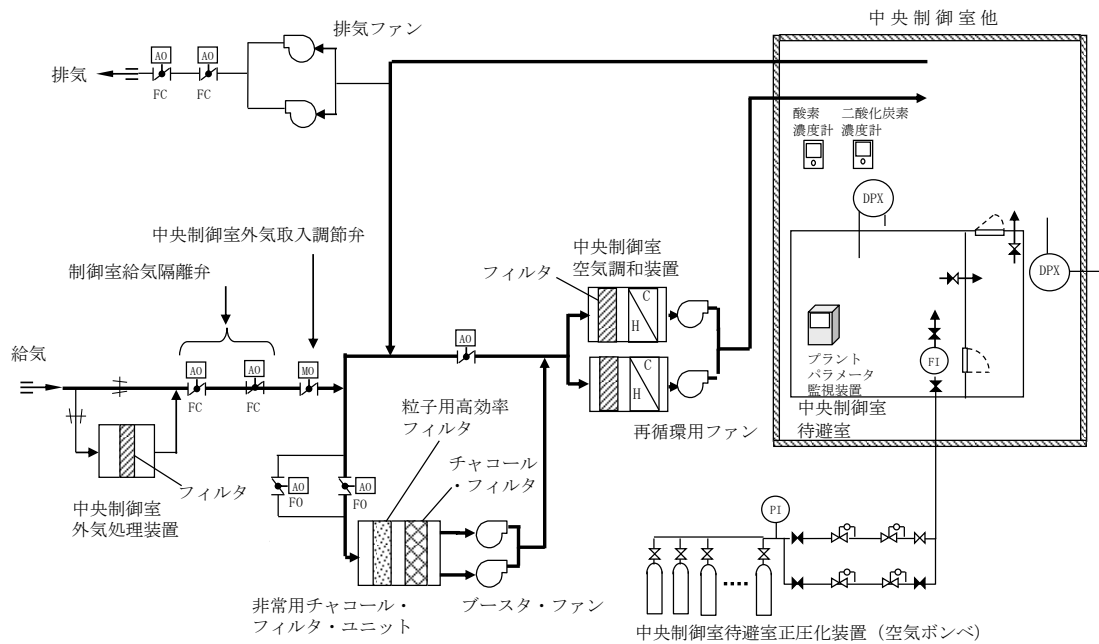 中央制御室他
排気ファン
AO
AO
排気
FC
FC
酸素
濃度計
二酸化炭素
濃度計
DPX
DPX
中央制御室外気取入調節弁
制御室給気隔離弁
中央制御室
空気調和装置
フィルタ
C
H
C
H
AO
給気
AO
AO
MO
FC
FC
プラント
パラメータ
監視装置
FI
中央制御室
待避室
再循環用ファン
粒子用高効率
フィルタ
チャコール
・フィルタ
フィルタ
中央制御室
外気処理装置
AO
FO
AO
FO
PI
非常用チャコール・
フィルタ・ユニット
ブースタ・ファン
中央制御室待避室正圧化装置（空気ボンベ）